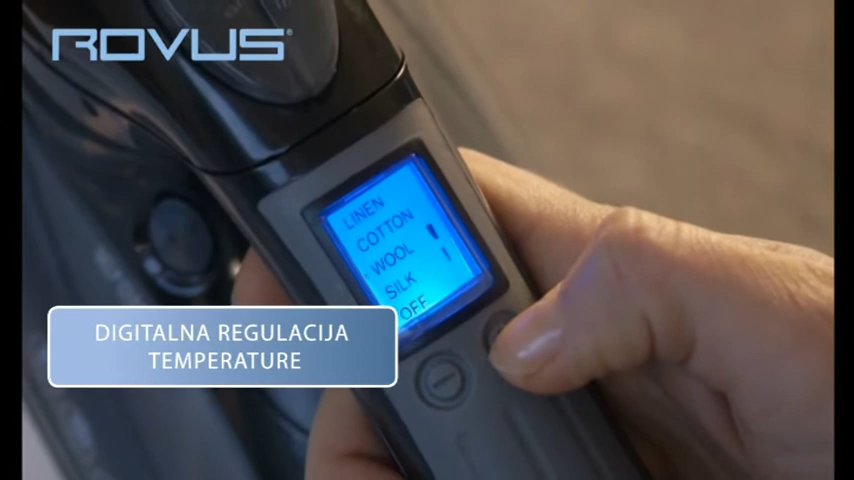 ROVUS
LINEN
COTTON
WOOL
SILK
OFF
DIGITALNA REGULACIJA
TEMPERATURE